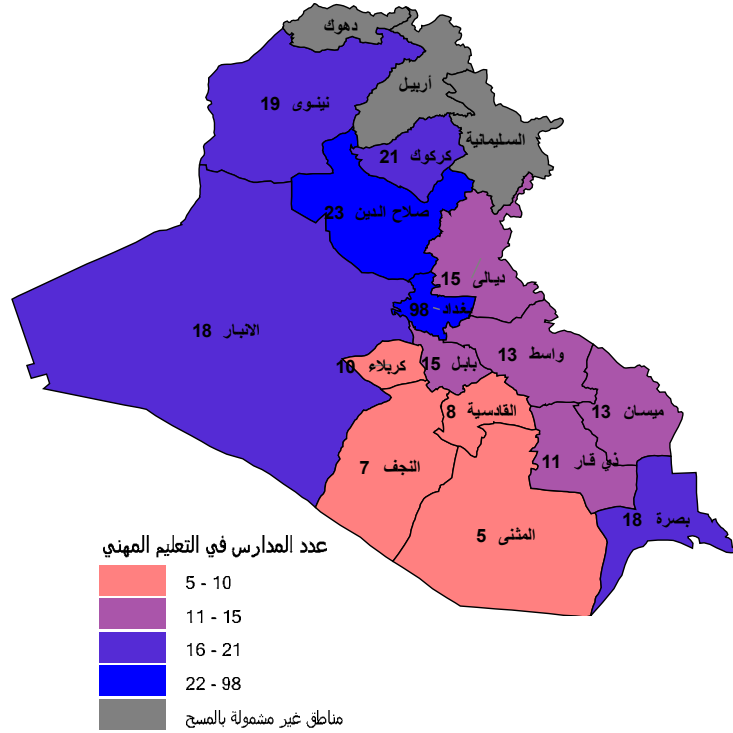 دهوك
أربيل
نينوى 19
السليمانية
كركوك 21
صلاح الدين 23
ديالى 15
بغداد 98
الانبار 18
واسط 13
كربلاء 10
بابل 15
القادسية 8
ميسان 13
النجف 7
ذي قار 11
المثنى 5
بصرة 18
عدد المدارس في التعليم المهني
5 - 10
11 - 15
16 - 21
22 - 98
مناطق غير مشمولة بالمسح